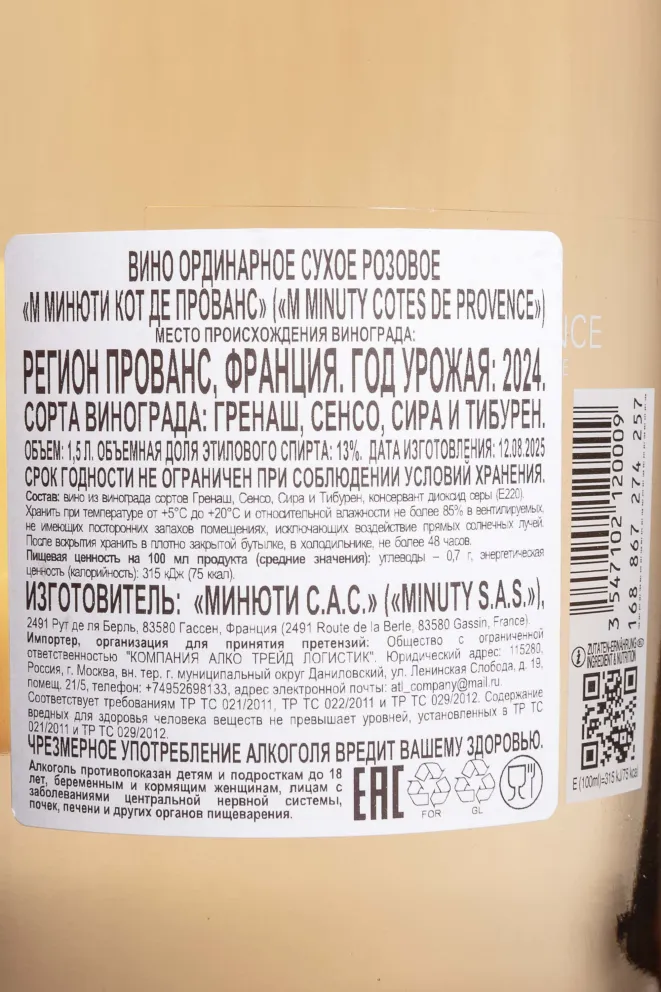 ВИНО ОРДИНАРНОЕ СУХОЕ РОЗОВОЕ
«М МИНЮТИ КОТ ДЕ ПРОВАНС» («M MINUTY COTES DE PROVENCE»)
МЕСТО ПРОИСХОЖДЕНИЯ ВИНОГРАДА:
РЕГИОН ПРОВАНС, ФРАНЦИЯ. ГОД УРОЖАЯ: 2024.
СОРТА ВИНОГРАДА: ГРЕНАШ, СЕНСО, СИРА И ТИБУРЕН.
ОБЪЕМ: 1,5 Л. ОБЪЕМНАЯ ДОЛЯ ЭТИЛОВОГО СПИРТА: 13%. ДАТА ИЗГОТОВЛЕНИЯ: 12.08.2025
СРОК ГОДНОСТИ НЕ ОГРАНИЧЕН ПРИ СОБЛЮДЕНИИ УСЛОВИЙ ХРАНЕНИЯ.
Состав: вино из винограда сортов Гренаш, Сенсо, Сира и Тибурен, консервант диоксид серы (Е220).
Хранить при температуре от +5°С до +20°С и относительной влажности не более 85% в вентилируемых,
не имеющих посторонних запахов помещениях, исключающих воздействие прямых солнечных лучей.
После вскрытия хранить в плотно закрытой бутылке, в холодильнике, не более 48 часов.
Пищевая ценность на 100 мл продукта (средние значения): углеводы – 0,7 г, энергетическая
ценность (калорийность): 315 кДж (75 ккал).
ИЗГОТОВИТЕЛЬ: «МИНЮТИ С.А.С.» («MINUTY S.A.S.»),
2491 Рут де ля Берль, 83580 Гассен, Франция (2491 Route de la Berle, 83580 Gassin, France)
Импортер, организация для принятия претензий: Общество с ограниченной
ответственностью "КОМПАНИЯ АЛКО ТРЕЙД ЛОГИСТИК". Юридический адрес: 115280,
Россия, г. Москва, вн. тер. г. муниципальный округ Даниловский, ул. Ленинская Слобода, д. 19,
помещ. 21/5, телефон: +74952698133, адрес электронной почты: atl_company@mail.ru.
Соответствует требованиям ТР ТС 021/2011, ТР ТС 022/2011 и ТР ТС 029/2012. Содержание
вредных для здоровья человека веществ не превышает уровней, установленных в ТР ТС
021/2011 и ТР ТС 029/2012.
ЧРЕЗМЕРНОЕ УПОТРЕБЛЕНИЕ АЛКОГОЛЯ ВРЕДИТ ВАШЕМУ ЗДОРОВЬЮ.
Алкоголь противопоказан детям и подросткам до 18
лет, беременным и кормящим женщинам, лицам с
заболеваниями центральной нервной системы,
почек, печени и других органов пищеварения.
EAC
FOR
GL
NCE
E
3 547102 120009
168 867 274 257
ZUTATEN-ERNÄHRUNG
INGREDIENT & NUTRITION
E (100ml)=315 kJ/75 kcal